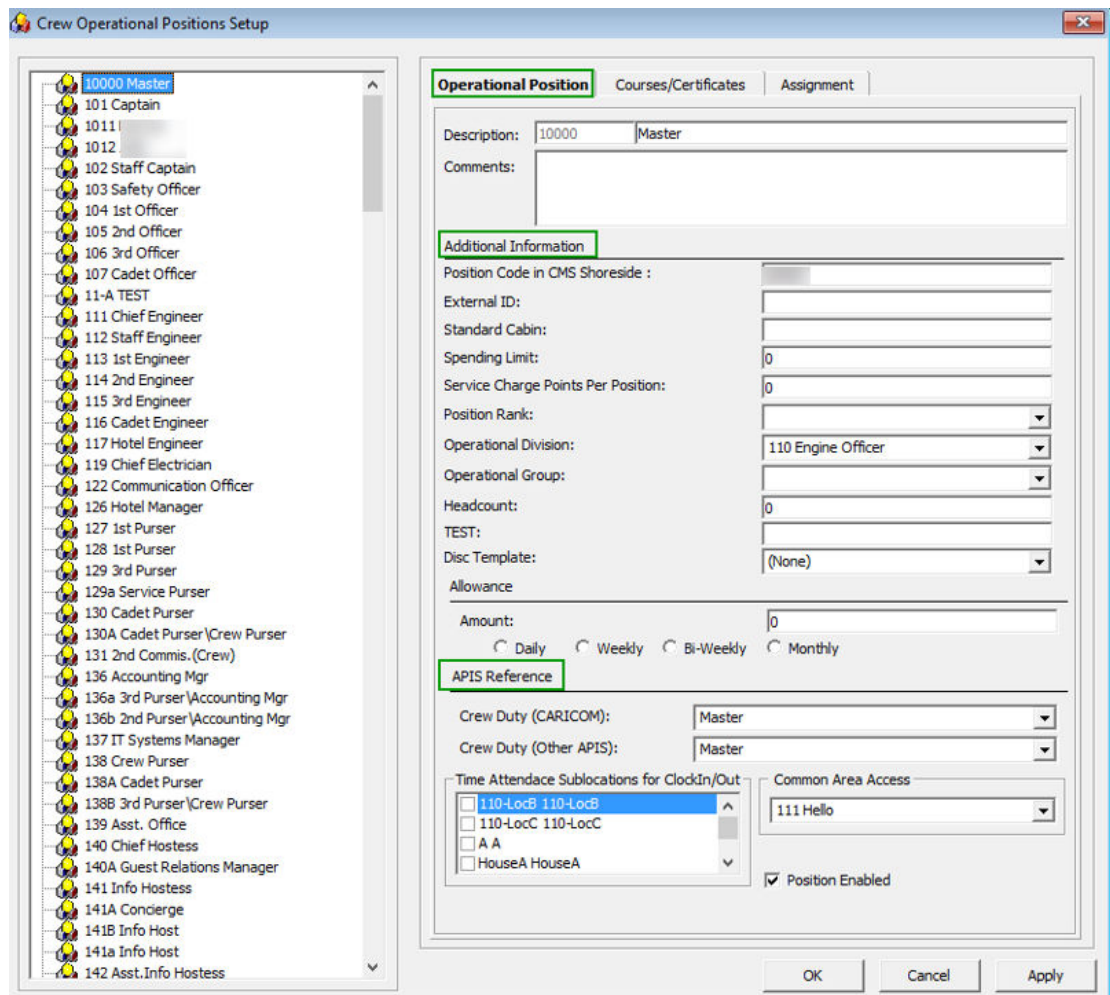 Crew Operational Positions Setup
10000 Master
101 Captain
1011
1012
102 Staff Captain
103 Safety Officer
104 1st Officer
105 2nd Officer
106 3rd Officer
107 Cadet Officer
11-A TEST
111 Chief Engineer
112 Staff Engineer
113 1st Engineer
114 2nd Engineer
115 3rd Engineer
116 Cadet Engineer
117 Hotel Engineer
119 Chief Electrician
122 Communication Officer
126 Hotel Manager
127 1st Purser
128 1st Purser
129 3rd Purser
129a Service Purser
130 Cadet Purser
130A Cadet Purser\Crew Purser
131 2nd Commis.(Crew)
136 Accounting Mgr
136a 3rd Purser\Accounting Mgr
136b 2nd Purser\Accounting Mgr
137 IT Systems Manager
138 Crew Purser
138A Cadet Purser
138B 3rd Purser\Crew Purser
139 Asst. Office
140 Chief Hostess
140A Guest Relations Manager
141 Info Hostess
141A Concierge
141B Info Host
141a Info Host
142 Asst.Info Hostess
Operational Position Courses/Certificates Assignment
Description: 10000 Master
Comments:
Additional Information
Position Code in CMS Shoreside :
External ID:
Standard Cabin:
Spending Limit: 0
Service Charge Points Per Position: 0
Position Rank:
Operational Division: 110 Engine Officer
Operational Group:
Headcount: 0
TEST:
Disc Template: (None)
Allowance
Amount: 0
Daily Weekly Bi-Weekly Monthly
APIS Reference
Crew Duty (CARICOM): Master
Crew Duty (Other APIS): Master
Time Attendace Sublocations for ClockIn/Out
110-LocB 110-LocB
110-LocC 110-LocC
A A
HouseA HouseA
Common Area Access
111 Hello
Position Enabled
OK Cancel Apply